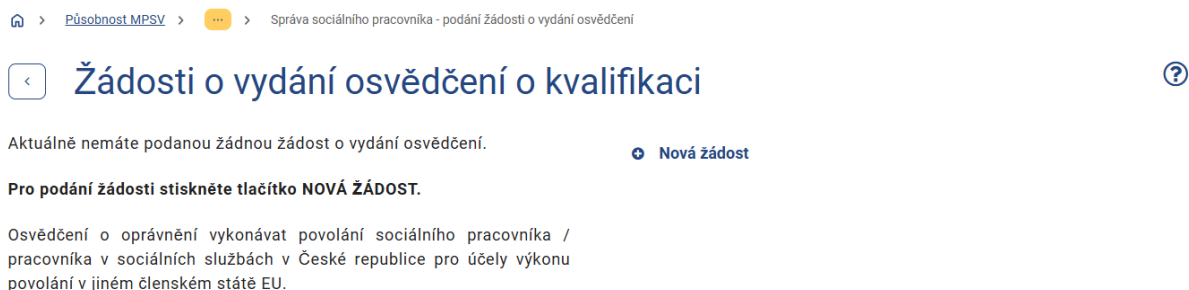 Působnost MPSV > ... > Správa sociálního pracovníka - podání žádosti o vydání osvědčení
Žádosti o vydání osvědčení o kvalifikaci
Aktuálně nemáte podanou žádnou žádost o vydání osvědčení.
Nová žádost
Pro podání žádosti stiskněte tlačítko NOVÁ ŽÁDOST.
Osvědčení o oprávnění vykonávat povolání sociálního pracovníka /
pracovníka v sociálních službách v České republice pro účely výkonu
povolání v jiném členském státě EU.